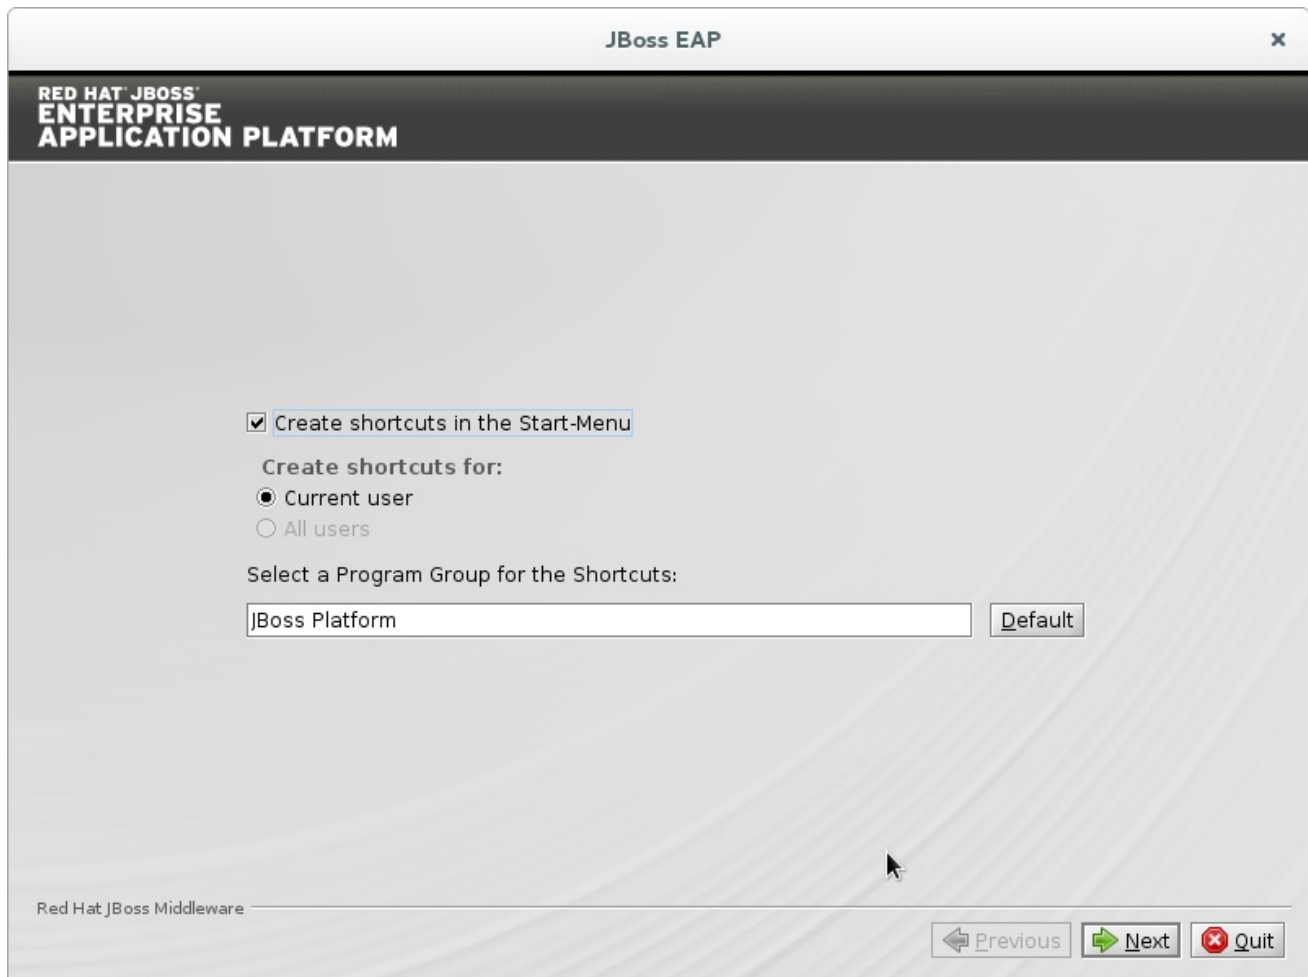 JBoss EAP
RED HAT JBOSS
ENTERPRISE
APPLICATION PLATFORM
Create shortcuts in the Start-Menu
Create shortcuts for:
Current user
All users
Select a Program Group for the Shortcuts:
JBoss Platform
Default
Red Hat JBoss Middleware
Previous
Next
Quit